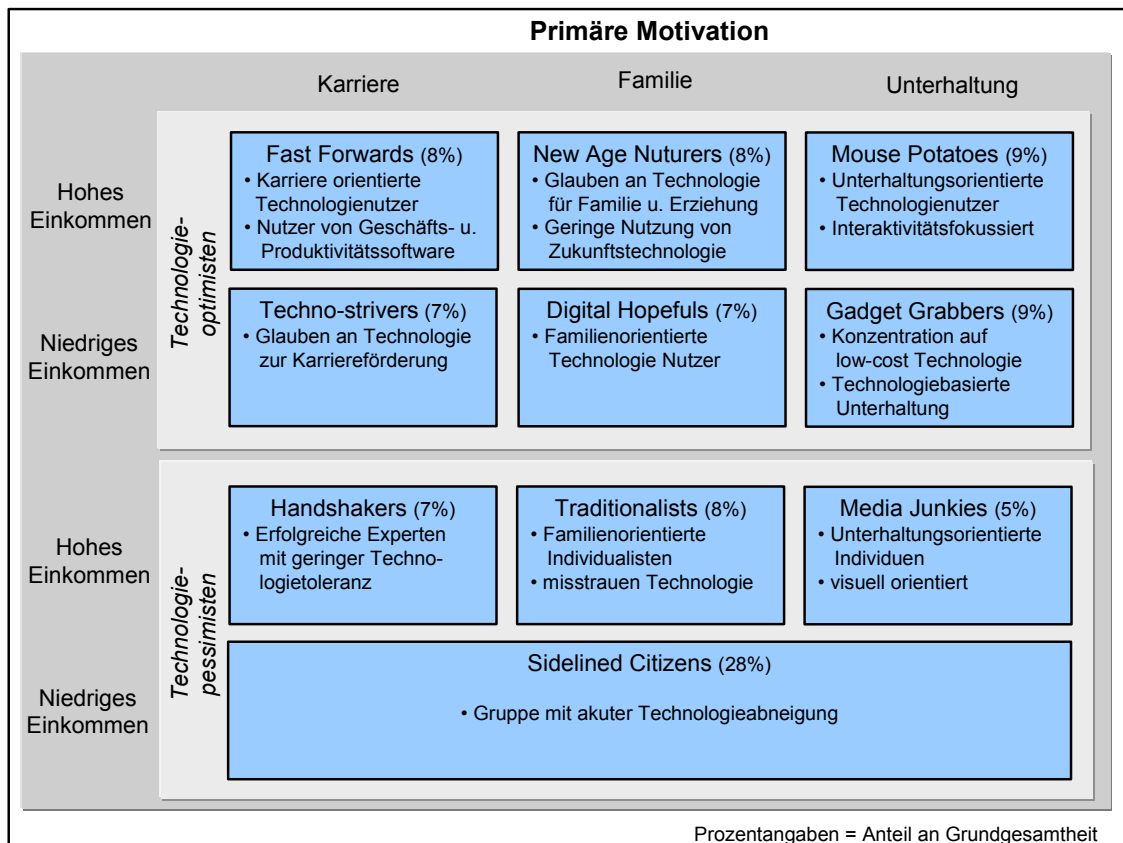 Primäre Motivation
Karriere
Familie
Unterhaltung
Hohes
Einkommen
Technologie-
optimisten
Fast Forwards (8%)
• Karriere orientierte
Technologienutzer
• Nutzer von Geschäfts- u.
Produktivitätssoftware
New Age Nuturers (8%)
• Glauben an Technologie
für Familie u. Erziehung
• Geringe Nutzung von
Zukunftstechnologie
Mouse Potatoes (9%)
• Unterhaltungsorientierte
Technologienutzer
• Interaktivitätsfokussiert
Niedriges
Einkommen
Techno-strivers (7%)
• Glauben an Technologie
zur Karriereförderung
Digital Hopefuls (7%)
• Familienorientierte
Technologie Nutzer
Gadget Grabbers (9%)
• Konzentration auf
low-cost Technologie
• Technologiebasierte
Unterhaltung
Hohes
Einkommen
Technologie-
pessimisten
Handshakers (7%)
• Erfolgreiche Experten
mit geringer Techno-
logietoleranz
Traditionalists (8%)
• Familienorientierte
Individualisten
• misstrauen Technologie
Media Junkies (5%)
• Unterhaltungsorientierte
Individuen
• visuell orientiert
Niedriges
Einkommen
Sidelined Citizens (28%)
• Gruppe mit akuter Technologieabneigung
Prozentangaben = Anteil an Grundgesamtheit